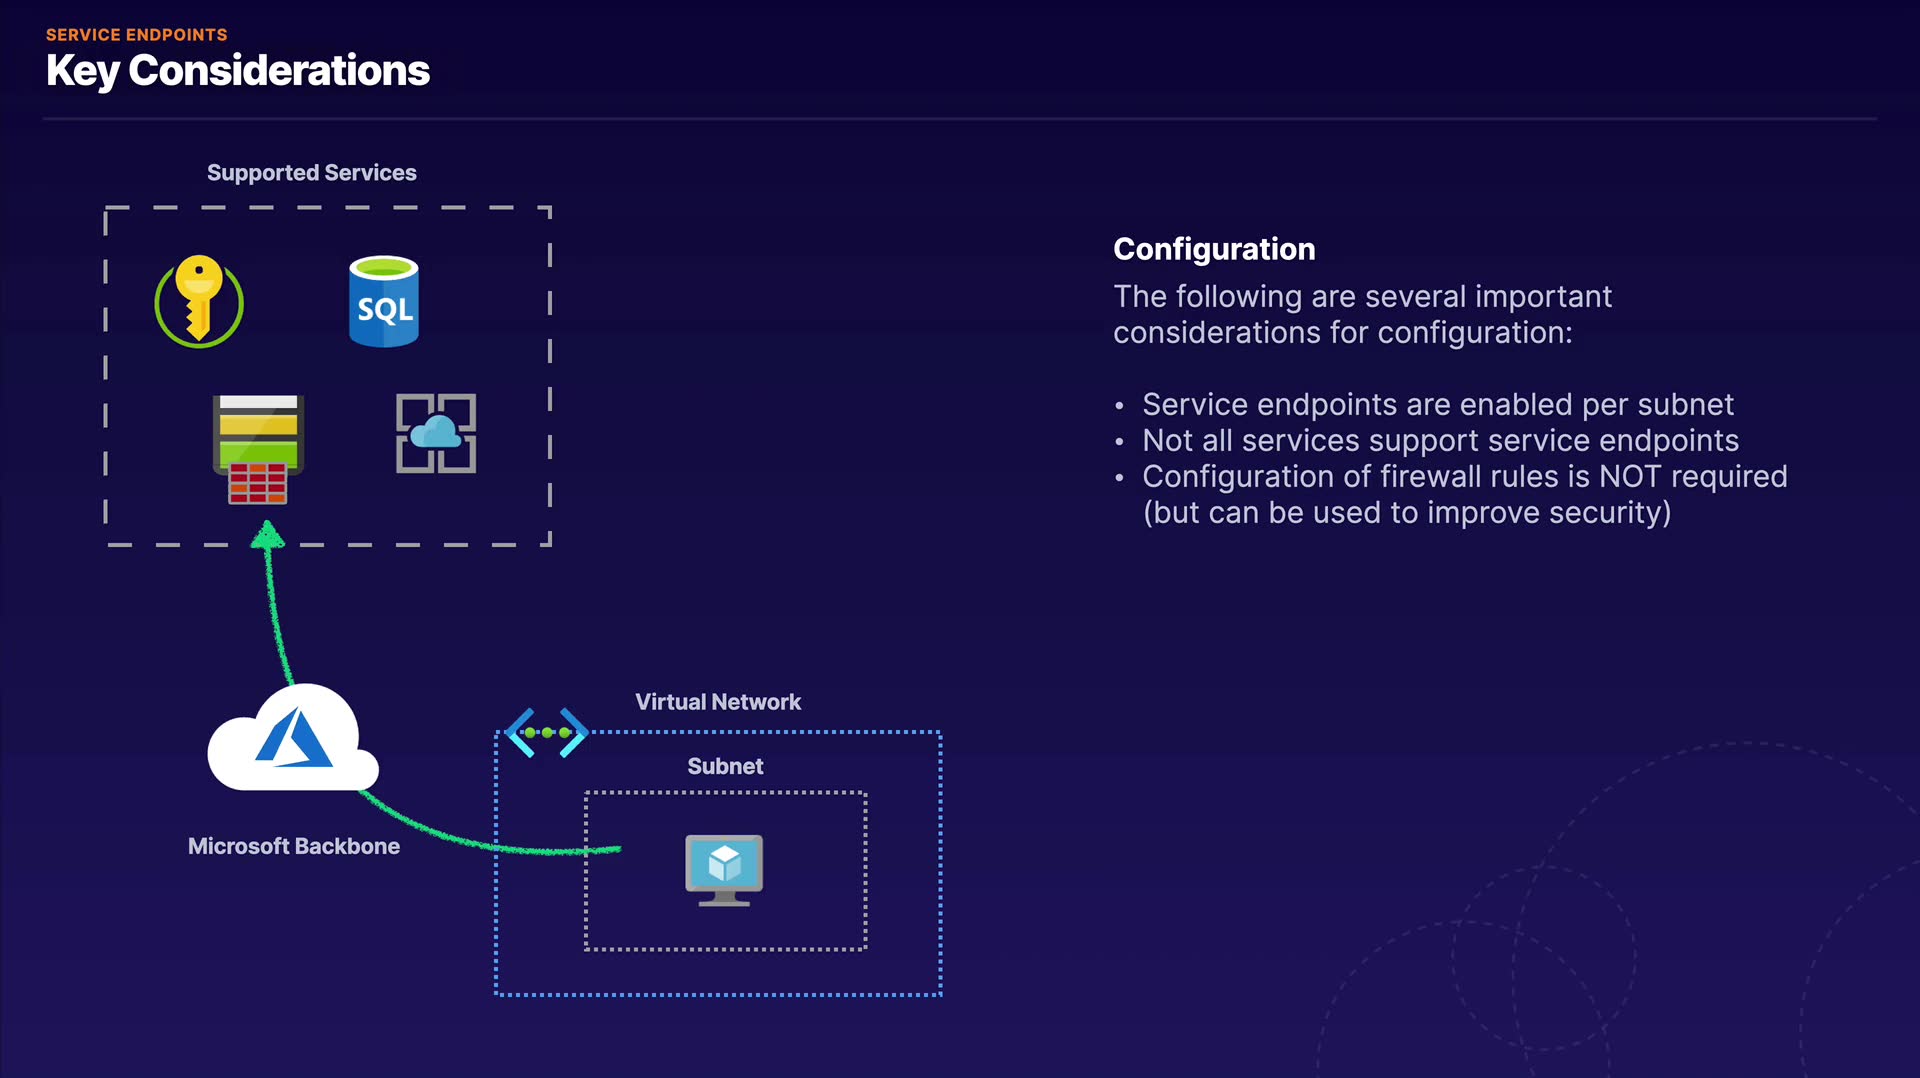 SERVICE ENDPOINTS
Key Considerations
Supported Services
SQL
Configuration
The following are several important
considerations for configuration:
• Service endpoints are enabled per subnet
• Not all services support service endpoints
• Configuration of firewall rules is NOT required
(but can be used to improve security)
Virtual Network
Subnet
Microsoft Backbone